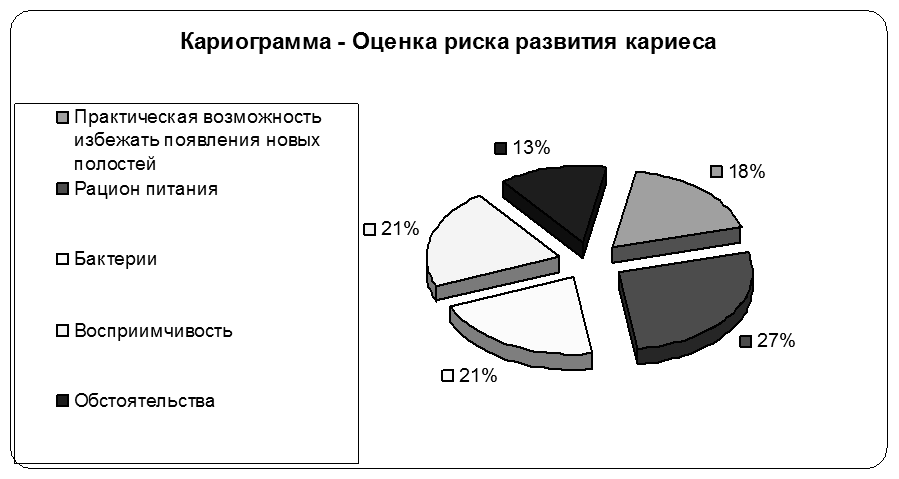 Кариограмма - Оценка риска развития кариеса
Практическая возможность
избежать появления новых
полостей
Рацион питания
Бактерии
Восприимчивость
Обстоятельства
13%
18%
21%
27%
21%